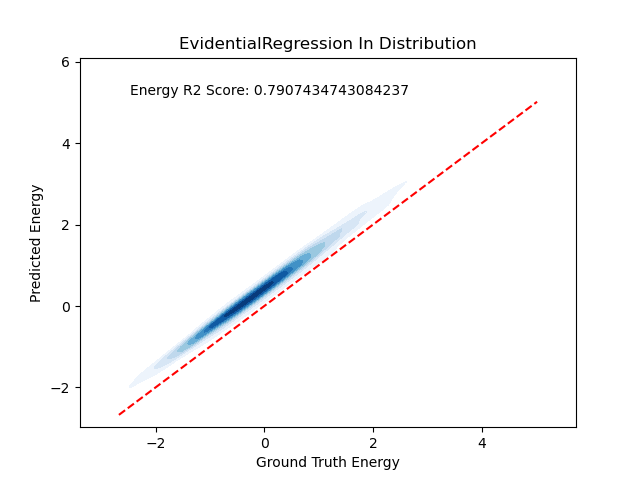 EvidentialRegression In Distribution
Energy R2 Score: 0.7907434743084237
6
4
2
0
−2
Predicted Energy
−2 0 2 4
Ground Truth Energy